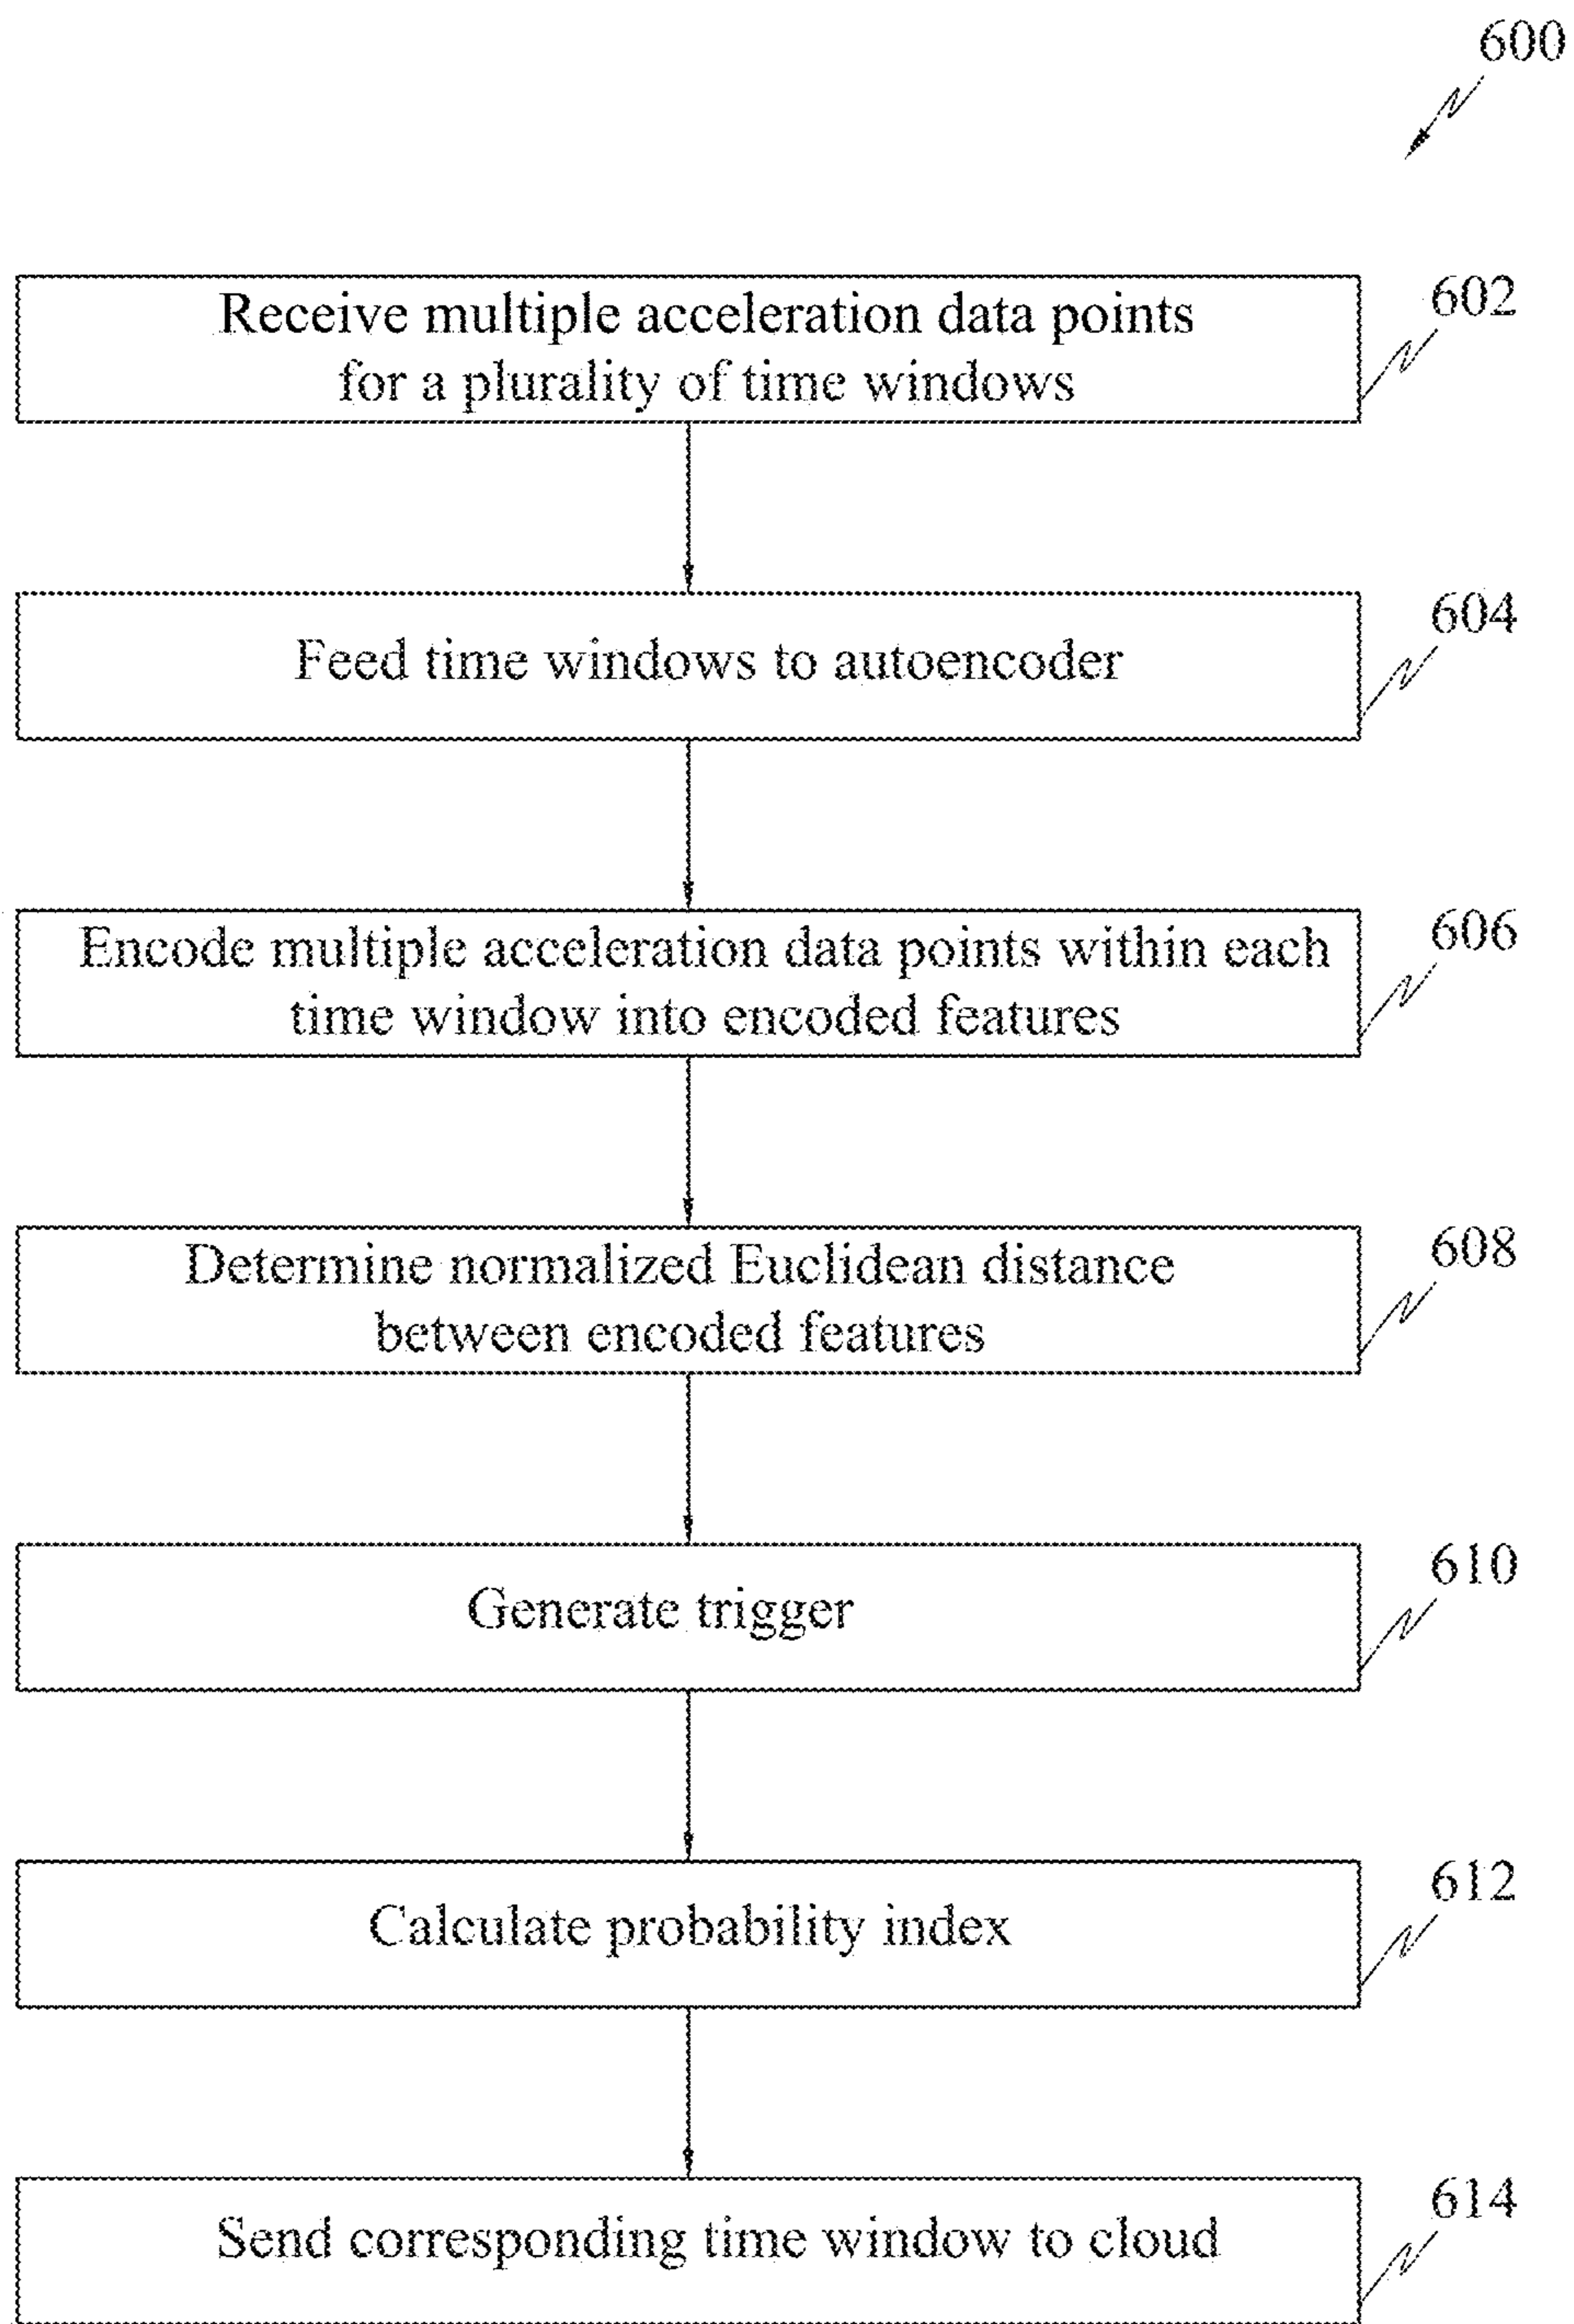 600
Receive multiple acceleration data points
for a plurality of time windows
602
Feed time windows to autoencoder
604
Encode multiple acceleration data points within each
time window into encoded features
606
Determine normalized Euclidean distance
between encoded features
608
Generate trigger
610
Calculate probability index
612
Send corresponding time window to cloud
614